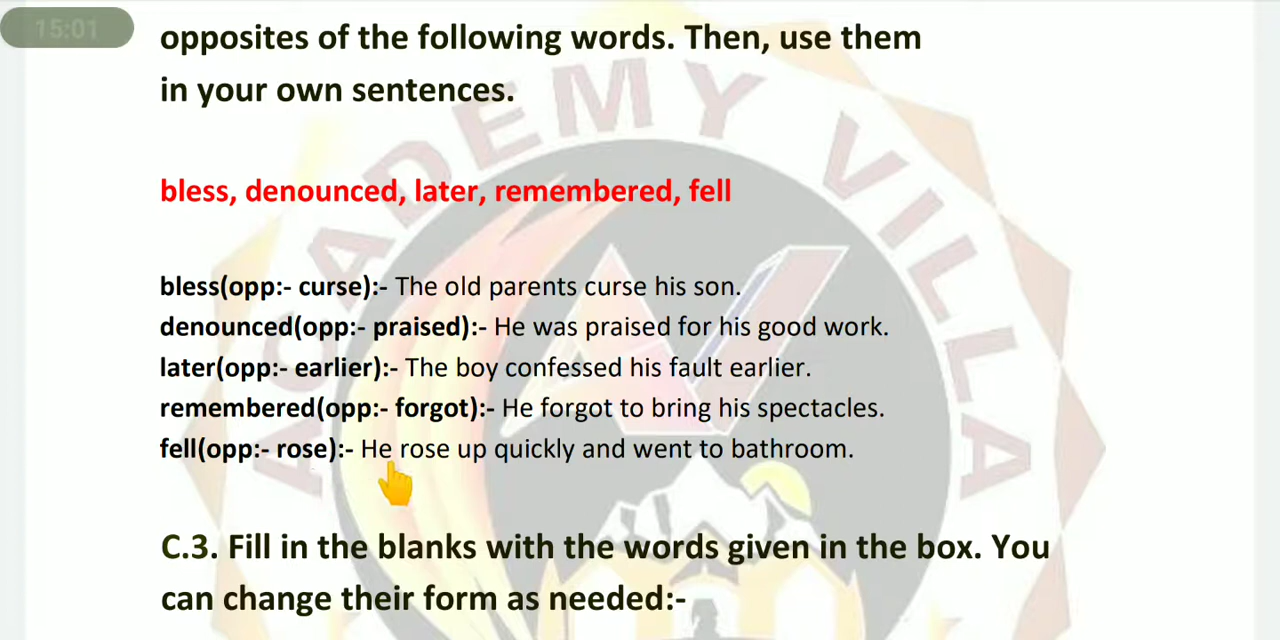 15:01
opposites of the following words. Then, use them
in your own sentences.
bless, denounced, later, remembered, fell
bless(opp:- curse):- The old parents curse his son.
denounced(opp:- praised):- He was praised for his good work.
later(opp:- earlier):- The boy confessed his fault earlier.
remembered(opp:- forgot):- He forgot to bring his spectacles.
fell(opp:- rose):- He rose up quickly and went to bathroom.
C.3. Fill in the blanks with the words given in the box. You
can change their form as needed:-
ACADEMY VILLA